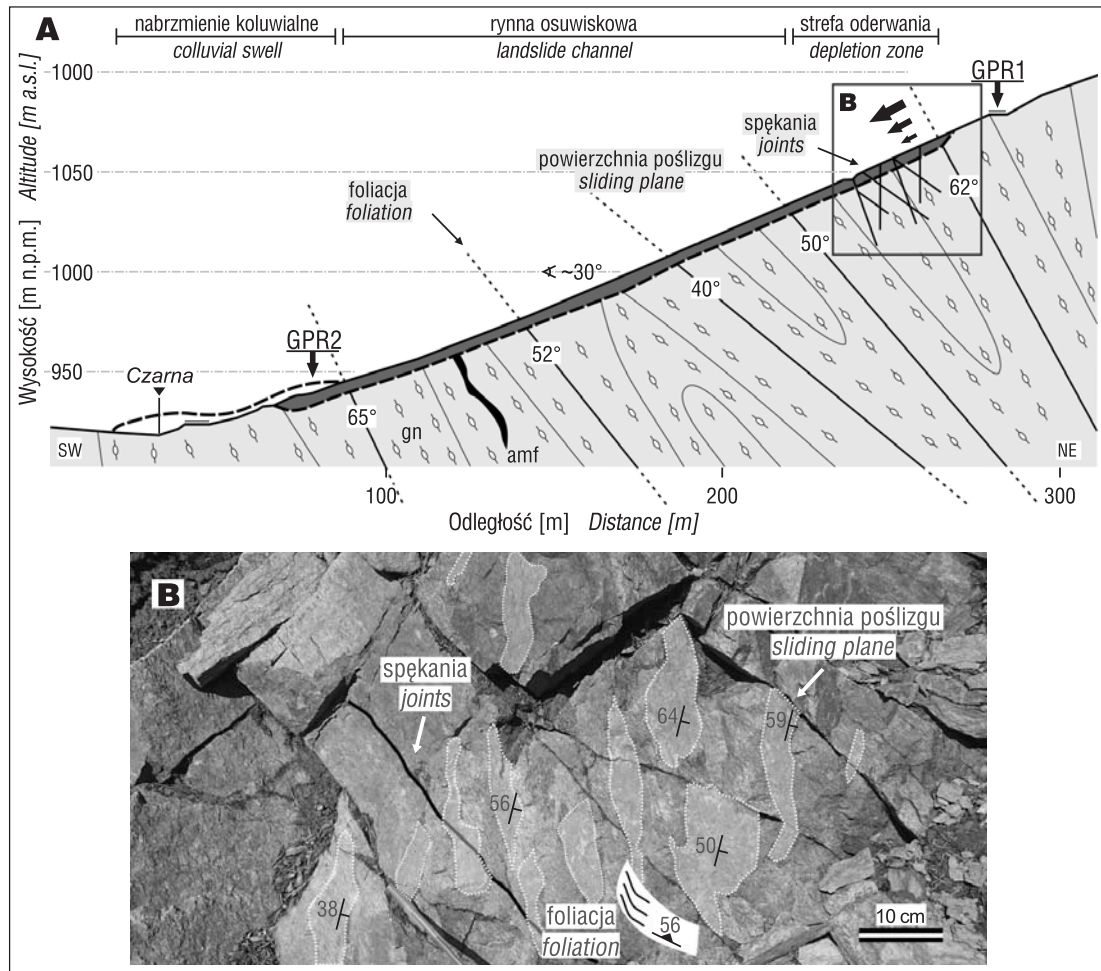 A
nabrzmienie koluwialne
colluvial swell
rynna osuwiskowa
landslide channel
strefa oderwania
depletion zone
Wysokość [m n.p.m.] Altitude [m a.s.l.]
1000
1050
1000
950
GPR1
B
spękania
joints
powierzchnia poślizgu
sliding plane
foliacja
foliation
∢ ~30°
62°
50°
40°
52°
65°
GPR2
Czarna
gn
amf
SW
NE
100
200
300
Odległość [m] Distance [m]
B
spękania
joints
powierzchnia poślizgu
sliding plane
64
59
56
50
38
foliacja
foliation
56
10 cm